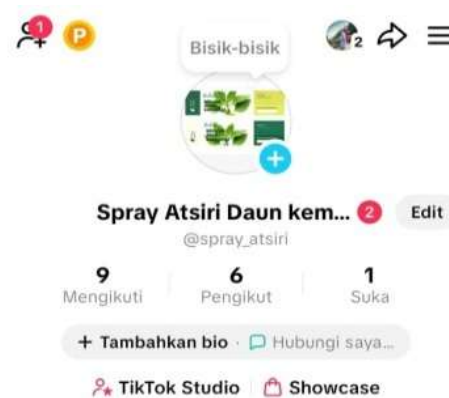 1
P
Bisik-bisik
2
Spray Atsiri Daun kem... 2 Edit
@spray_atsiri
9 6 1
Mengikuti Pengikut Suka
+ Tambahkan bio · Hubungi saya...
TikTok Studio Showcase